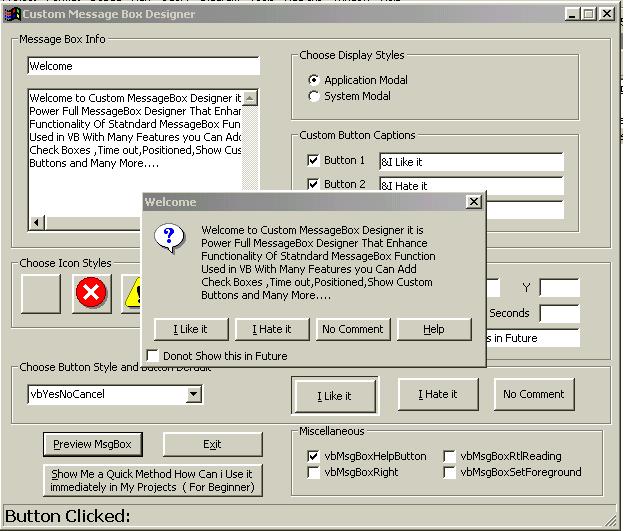 Custom Message Box Designer
Message Box Info
Welcome
Welcome to Custom MessageBox Designer it
Power Full MessageBox Designer That Enhan
Functionality Of Statndard MessageBox Fun
Used in VB With Many Features you Can Add
Check Boxes ,Time out,Positioned,Show Cus
Buttons and Many More....
Choose Display Styles
Application Modal
System Modal
Custom Button Captions
Button 1
&I Like it
Button 2
&I Hate it
Welcome
Welcome to Custom MessageBox Designer it is
Power Full MessageBox Designer That Enhance
Functionality Of Statndard MessageBox Function
Used in VB With Many Features you Can Add
Check Boxes ,Time out,Positioned,Show Custom
Buttons and Many More....
I Like it
I Hate it
No Comment
Help
Donot Show this in Future
Choose Icon Styles
Y
Seconds
s in Future
Choose Button Style and Button Default
vbYesNoCancel
I Like it
I Hate it
No Comment
Preview MsgBox
Exit
Show Me a Quick Method How Can i Use it
immediately in My Projects ( For Beginner)
Miscellaneous
vbMsgBoxHelpButton
vbMsgBoxRtlReading
vbMsgBoxRight
vbMsgBoxSetForeground
Button Clicked: